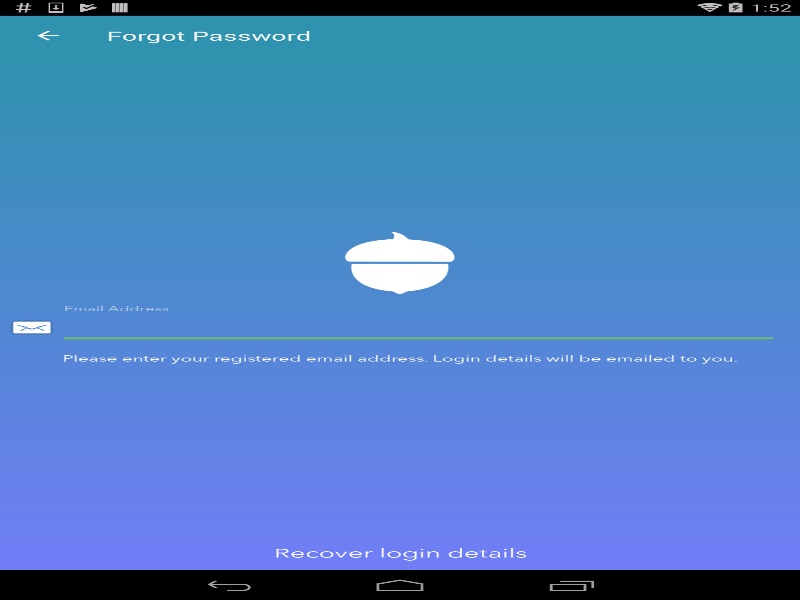 1:52
Forgot Password
Email Address
Please enter your registered email address. Login details will be emailed to you.
Recover login details